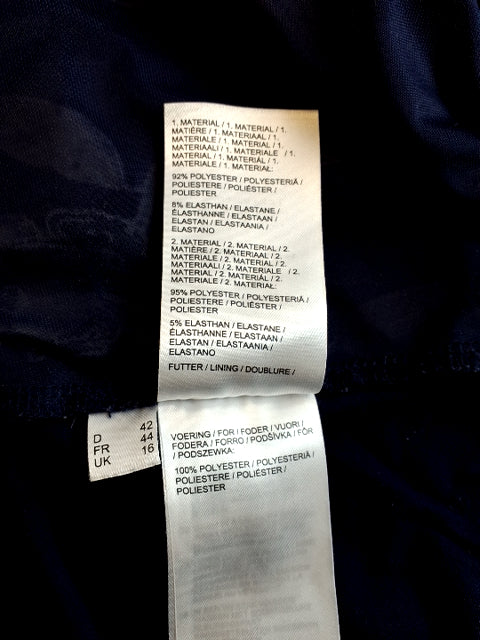 1. MATERIAL / 1. MATERIAL / 1.
MATIÈRE / 1. MATERIAAL / 1.
MATERIALE / 1. MATERIAL / 1.
MATERIAALI / 1. MATERIALE / 1.
MATERIAL / 1. MATERIÁL / 1.
MATERIALE / 1. MATERIAŁ:
92% POLYESTER / POLYESTERIÄ /
POLIESTERE / POLIÉSTER /
POLIESTER
8% ELASTHAN / ELASTANE /
ÉLASTHANNE / ELASTAAN /
ELASTAN / ELASTAANIA /
ELASTANO
2. MATERIAL / 2. MATERIAL / 2.
MATIÈRE / 2. MATERIAAL / 2.
MATERIALE / 2. MATERIAL / 2.
MATERIAALI / 2. MATERIALE / 2.
MATERIAL / 2. MATERIÁL / 2.
MATERIALE / 2. MATERIAŁ:
95% POLYESTER / POLYESTERIÄ /
POLIESTERE / POLIÉSTER /
POLIESTER
5% ELASTHAN / ELASTANE /
ÉLASTHANNE / ELASTAAN /
ELASTAN / ELASTAANIA /
ELASTANO
FUTTER / LINING / DOUBLURE /
VOERING / FOR / FODER / VUORI /
FODERA / FORRO / PODŠÍVKA / FÔR
/ PODSZEWKA:
100% POLYESTER / POLYESTERIÄ /
POLIESTERE / POLIÉSTER /
POLIESTER
D 42
FR 44
UK 16